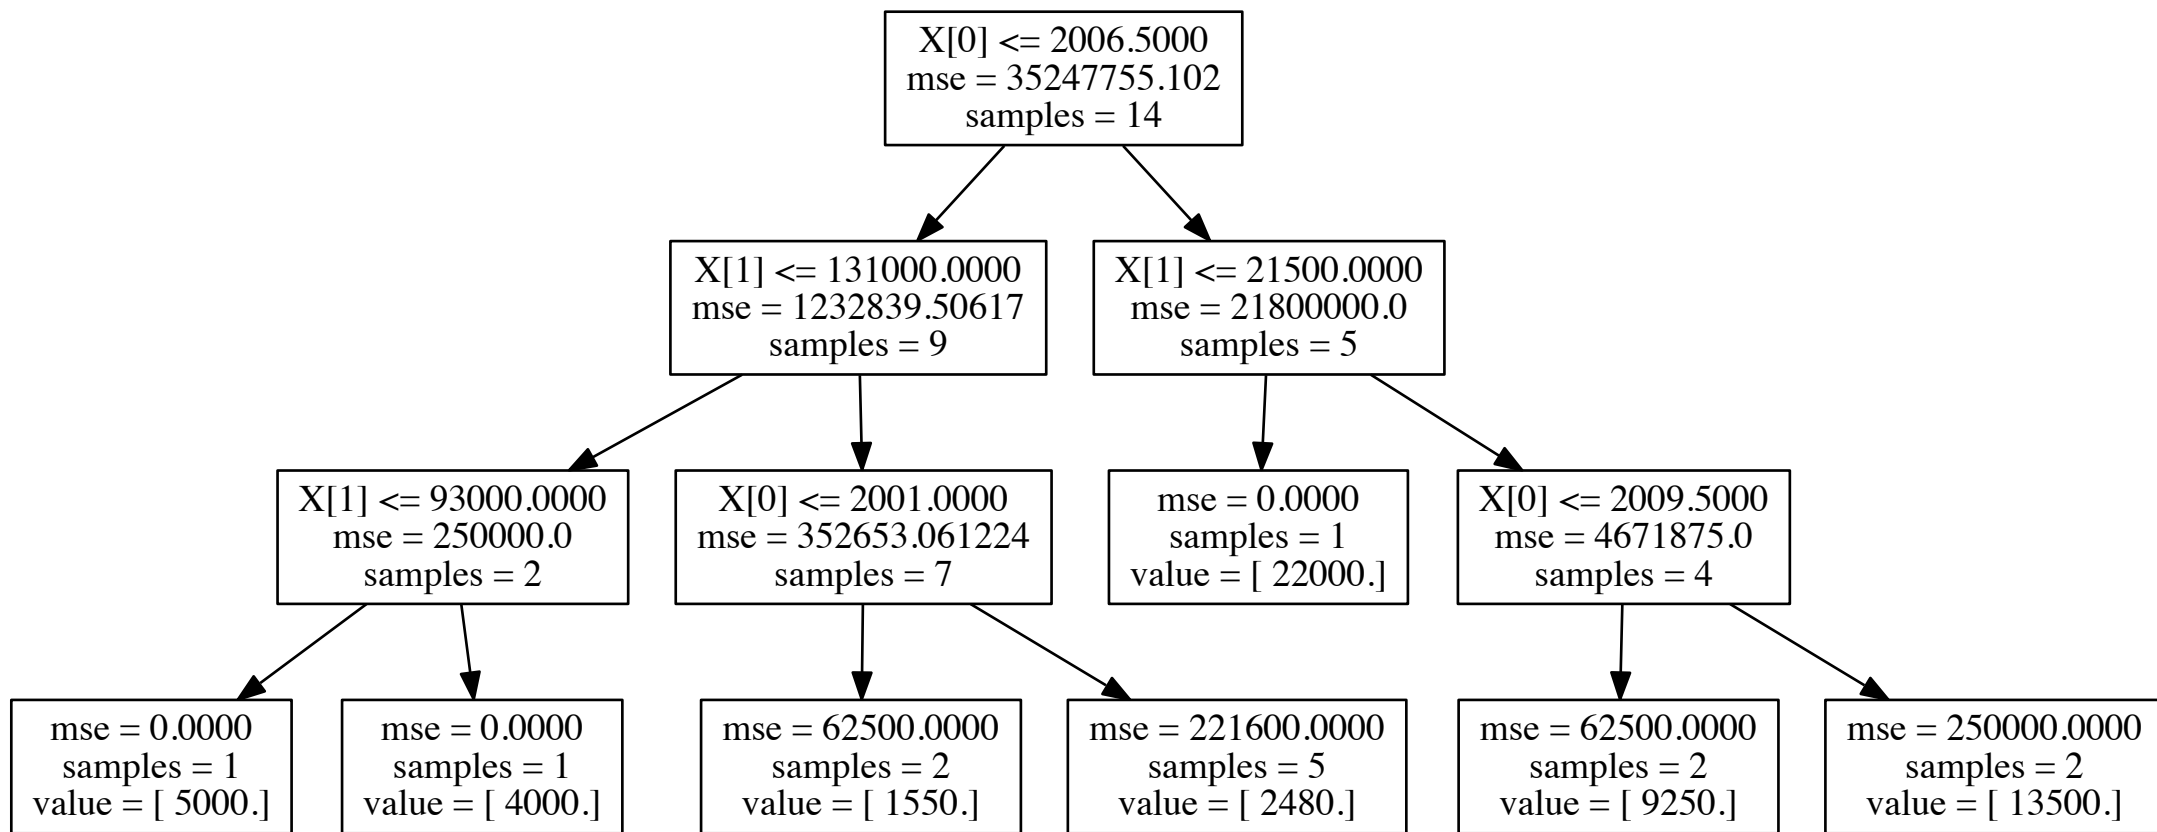 X[0] <= 2006.5000
mse = 35247755.102
samples = 14
X[1] <= 131000.0000
mse = 1232839.50617
samples = 9
X[1] <= 21500.0000
mse = 21800000.0
samples = 5
X[1] <= 93000.0000
mse = 250000.0
samples = 2
X[0] <= 2001.0000
mse = 352653.061224
samples = 7
mse = 0.0000
samples = 1
value = [ 22000.]
X[0] <= 2009.5000
mse = 4671875.0
samples = 4
mse = 0.0000
samples = 1
value = [ 5000.]
mse = 0.0000
samples = 1
value = [ 4000.]
mse = 62500.0000
samples = 2
value = [ 1550.]
mse = 221600.0000
samples = 5
value = [ 2480.]
mse = 62500.0000
samples = 2
value = [ 9250.]
mse = 250000.0000
samples = 2
value = [ 13500.]